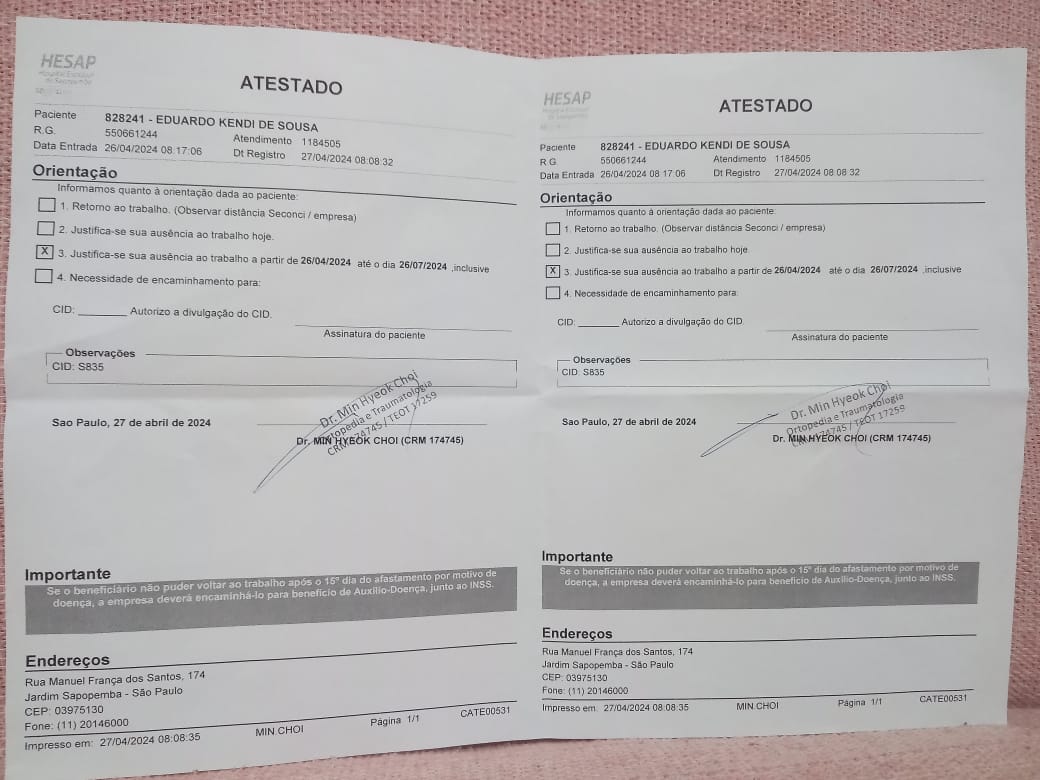 HESAP
Hospital Estadual
de Sapopemba
ATESTADO
Paciente 828241 - EDUARDO KENDI DE SOUSA
R.G. 550661244 Atendimento 1184505
Data Entrada 26/04/2024 08:17:06 Dt Registro 27/04/2024 08:08:32
Orientação
Informamos quanto à orientação dada ao paciente:
1. Retorno ao trabalho. (Observar distância Seconci / empresa)
2. Justifica-se sua ausência ao trabalho hoje.
X 3. Justifica-se sua ausência ao trabalho a partir de 26/04/2024 até o dia 26/07/2024 ,inclusive
4. Necessidade de encaminhamento para:
CID: ________ Autorizo a divulgação do CID.
Assinatura do paciente
Observações
CID: S835
Dr. Min Hyeok Choi
Ortopedia e Traumatologia
CRM 174745 / TEOT 17259
Sao Paulo, 27 de abril de 2024
Dr. MIN HYEOK CHOI (CRM 174745)
Importante
Se o beneficiário não puder voltar ao trabalho após o 15º dia do afastamento por motivo de
doença, a empresa deverá encaminhá-lo para benefício de Auxílio-Doença, junto ao INSS.
Endereços
Rua Manuel França dos Santos, 174
Jardim Sapopemba - São Paulo
CEP: 03975130
Fone: (11) 20146000
Impresso em: 27/04/2024 08:08:35 MIN.CHOI Página 1/1 CATE00531
HESAP
ATESTADO
Paciente 828241 - EDUARDO KENDI DE SOUSA
R.G. 550661244 Atendimento 1184505
Data Entrada 26/04/2024 08:17:06 Dt Registro 27/04/2024 08:08:32
Orientação
Informamos quanto à orientação dada ao paciente:
1. Retorno ao trabalho. (Observar distância Seconci / empresa)
2. Justifica-se sua ausência ao trabalho hoje.
X 3. Justifica-se sua ausência ao trabalho a partir de 26/04/2024 até o dia 26/07/2024 ,inclusive
4. Necessidade de encaminhamento para:
CID: ________ Autorizo a divulgação do CID.
Assinatura do paciente
Observações
CID: S835
Dr. Min Hyeok Choi
Ortopedia e Traumatologia
CRM 174745 / TEOT 17259
Sao Paulo, 27 de abril de 2024
Dr. MIN HYEOK CHOI (CRM 174745)
Importante
Se o beneficiário não puder voltar ao trabalho após o 15º dia do afastamento por motivo de
doença, a empresa deverá encaminhá-lo para benefício de Auxílio-Doença, junto ao INSS.
Endereços
Rua Manuel França dos Santos, 174
Jardim Sapopemba - São Paulo
CEP: 03975130
Fone: (11) 20146000
Impresso em: 27/04/2024 08:08:35 MIN.CHOI Página 1/1 CATE00531